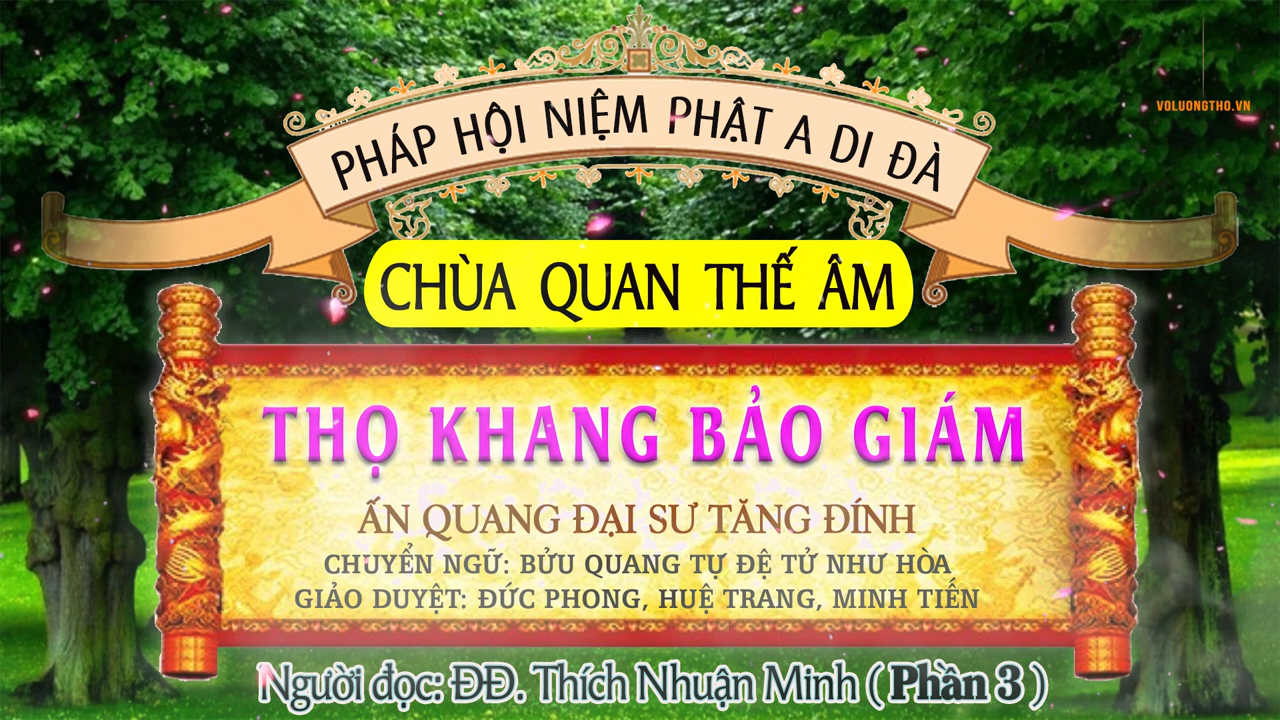 VOLUONGTHO.VN
PHÁP HỘI NIỆM PHẬT A DI ĐÀ
CHÙA QUAN THẾ ÂM
THỌ KHANG BẢO GIÁM
ẤN QUANG ĐẠI SƯ TĂNG ĐÍNH
CHUYỂN NGỮ: BỬU QUANG TỰ ĐỆ TỬ NHƯ HÒA
GIẢO DUYỆT: ĐỨC PHONG, HUỆ TRANG, MINH TIẾN
Người đọc: ĐĐ. Thích Nhuận Minh ( Phần 3 )